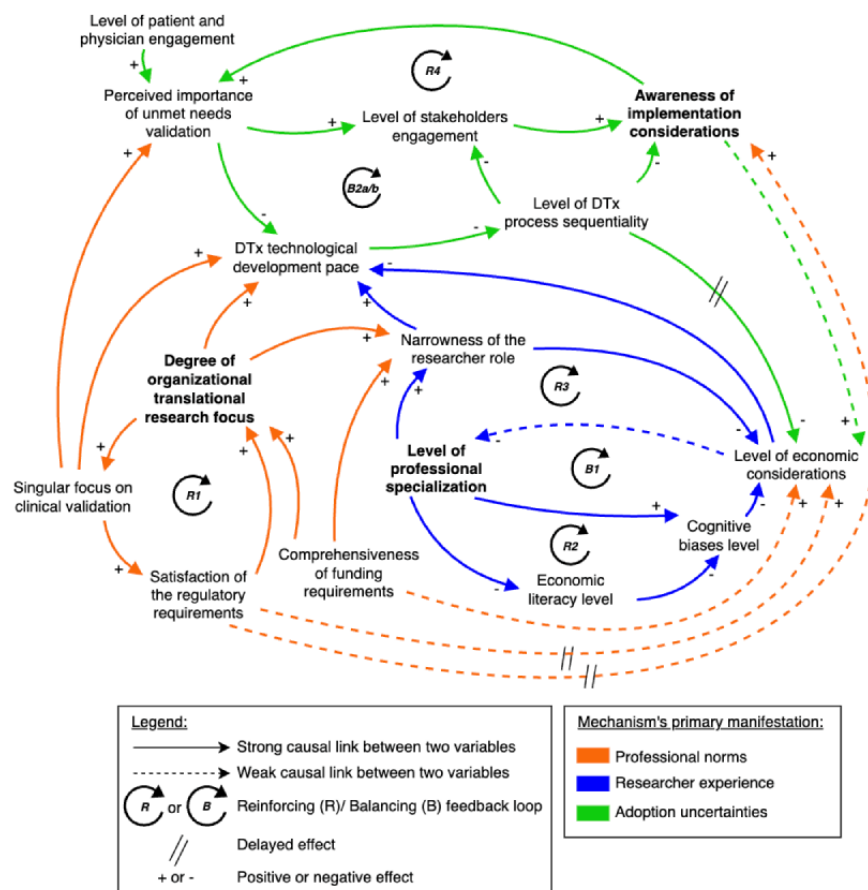 Level of patient and
physician engagement
+
R4
+
Perceived importance
of unmet needs
validation
+
Level of stakeholders
engagement
+
Awareness of
implementation
considerations
+
+
-
-
B2a/b
Level of DTx
process sequentiality
-
-
DTx technological
development pace
+
-
+
+
Narrowness of the
researcher role
+
+
+
R3
Degree of
organizational
translational
research focus
-
-
+
-
Level of
professional
specialization
B1
Level of economic
considerations
+
+
+
+
+
R1
Singular focus on
clinical validation
+
-
Cognitive
biases level
R2
+
Comprehensiveness
of funding
requirements
-
Economic
literacy level
-
Satisfaction of
the regulatory
requirements
//
//
//
Legend:
Strong causal link between two variables
Weak causal link between two variables
R or B Reinforcing (R)/ Balancing (B) feedback loop
// Delayed effect
+ or - Positive or negative effect
Mechanism's primary manifestation:
Professional norms
Researcher experience
Adoption uncertainties